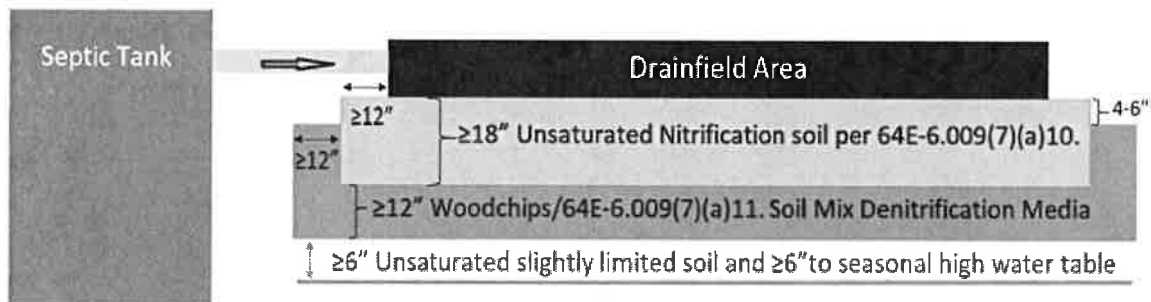 Septic Tank
Drainfield Area
4-6"
≥12"
≥18" Unsaturated Nitrification soil per 64E-6.009(7)(a)10.
≥12"
≥12" Woodchips/64E-6.009(7)(a)11. Soil Mix Denitrification Media
≥6" Unsaturated slightly limited soil and ≥6"to seasonal high water table